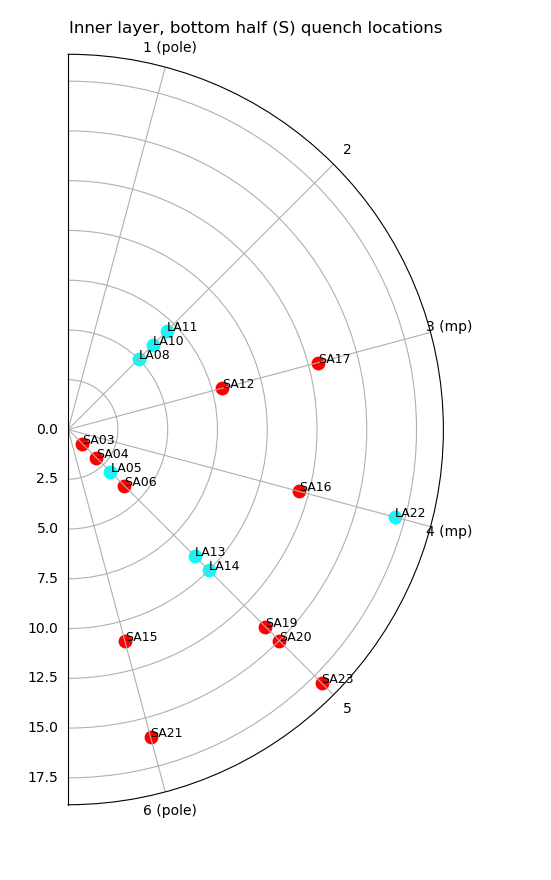 Inner layer, bottom half (S) quench locations
1 (pole)
2
3 (mp)
LA11
LA10
LA08
SA17
SA12
0.0
SA03
SA04
LA05
SA06
2.5
SA16
LA22
4 (mp)
5.0
LA13
LA14
7.5
SA19
SA20
SA15
10.0
SA23
12.5
5
SA21
15.0
17.5
6 (pole)